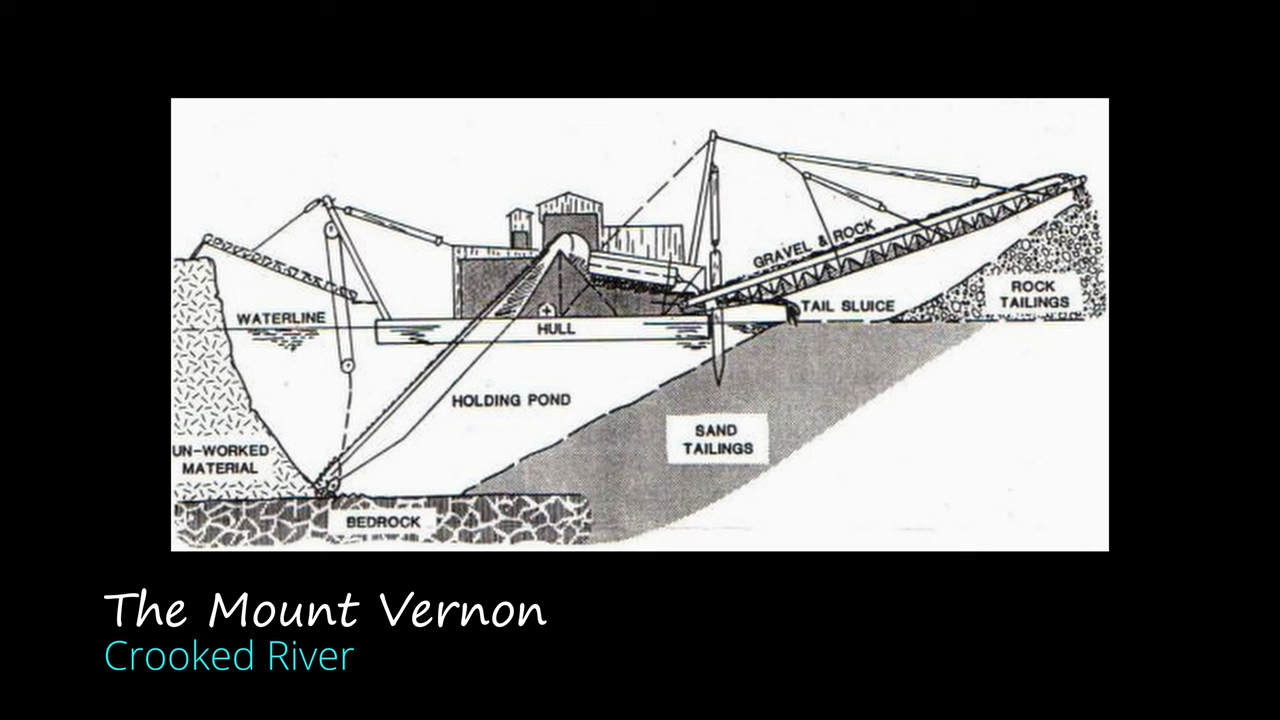 GRAVEL & ROCK
ROCK
TAILINGS
TAIL SLUICE
WATERLINE
HULL
HOLDING POND
SAND
TAILINGS
UN-WORKED
MATERIAL
BEDROCK
The Mount Vernon
Crooked River